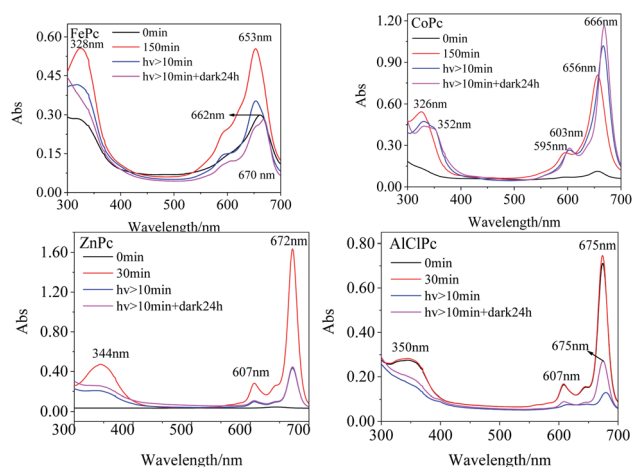 FePc
328nm
0min
150min
hv>10min
hv>10min+dark24h
653nm
662nm
670 nm
0.60
0.45
0.30
0.15
0.00
300 400 500 600 700
Wavelength/nm
Abs
CoPc
0min
150min
hv>10min
hv>10min+dark24h
666nm
656nm
326nm
352nm
603nm
595nm
1.20
0.90
0.60
0.30
0.00
300 400 500 600 700
Wavelength/nm
Abs
ZnPc
0min
30min
hv>10min
hv>10min+dark24h
672nm
344nm
607nm
1.60
1.20
0.80
0.40
0.00
300 400 500 600 700
Wavelength/nm
Abs
AlClPc
0min
30min
hv>10min
hv>10min+dark24h
675nm
350nm
675nm
607nm
0.80
0.60
0.40
0.20
0.00
300 400 500 600 700
Wavelength/nm
Abs